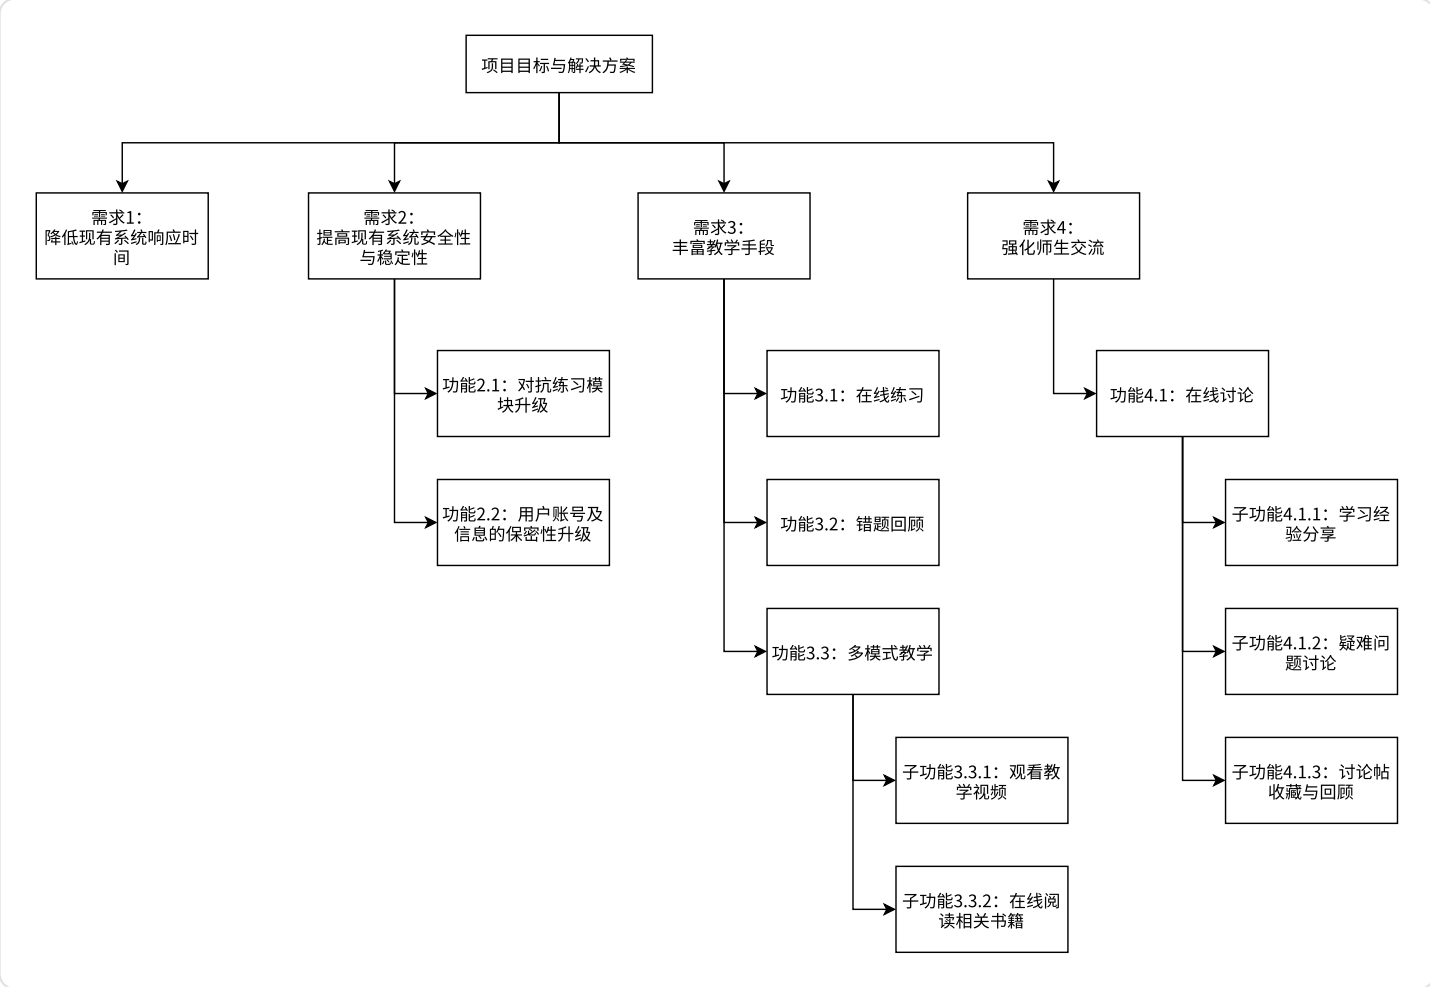 项目目标与解决方案
需求1：
降低现有系统响应时
间
需求2：
提高现有系统安全性
与稳定性
需求3：
丰富教学手段
需求4：
强化师生交流
功能2.1：对抗练习模
块升级
功能3.1：在线练习
功能4.1：在线讨论
功能2.2：用户账号及
信息的保密性升级
功能3.2：错题回顾
子功能4.1.1：学习经
验分享
功能3.3：多模式教学
子功能4.1.2：疑难问
题讨论
子功能3.3.1：观看教
学视频
子功能4.1.3：讨论帖
收藏与回顾
子功能3.3.2：在线阅
读相关书籍